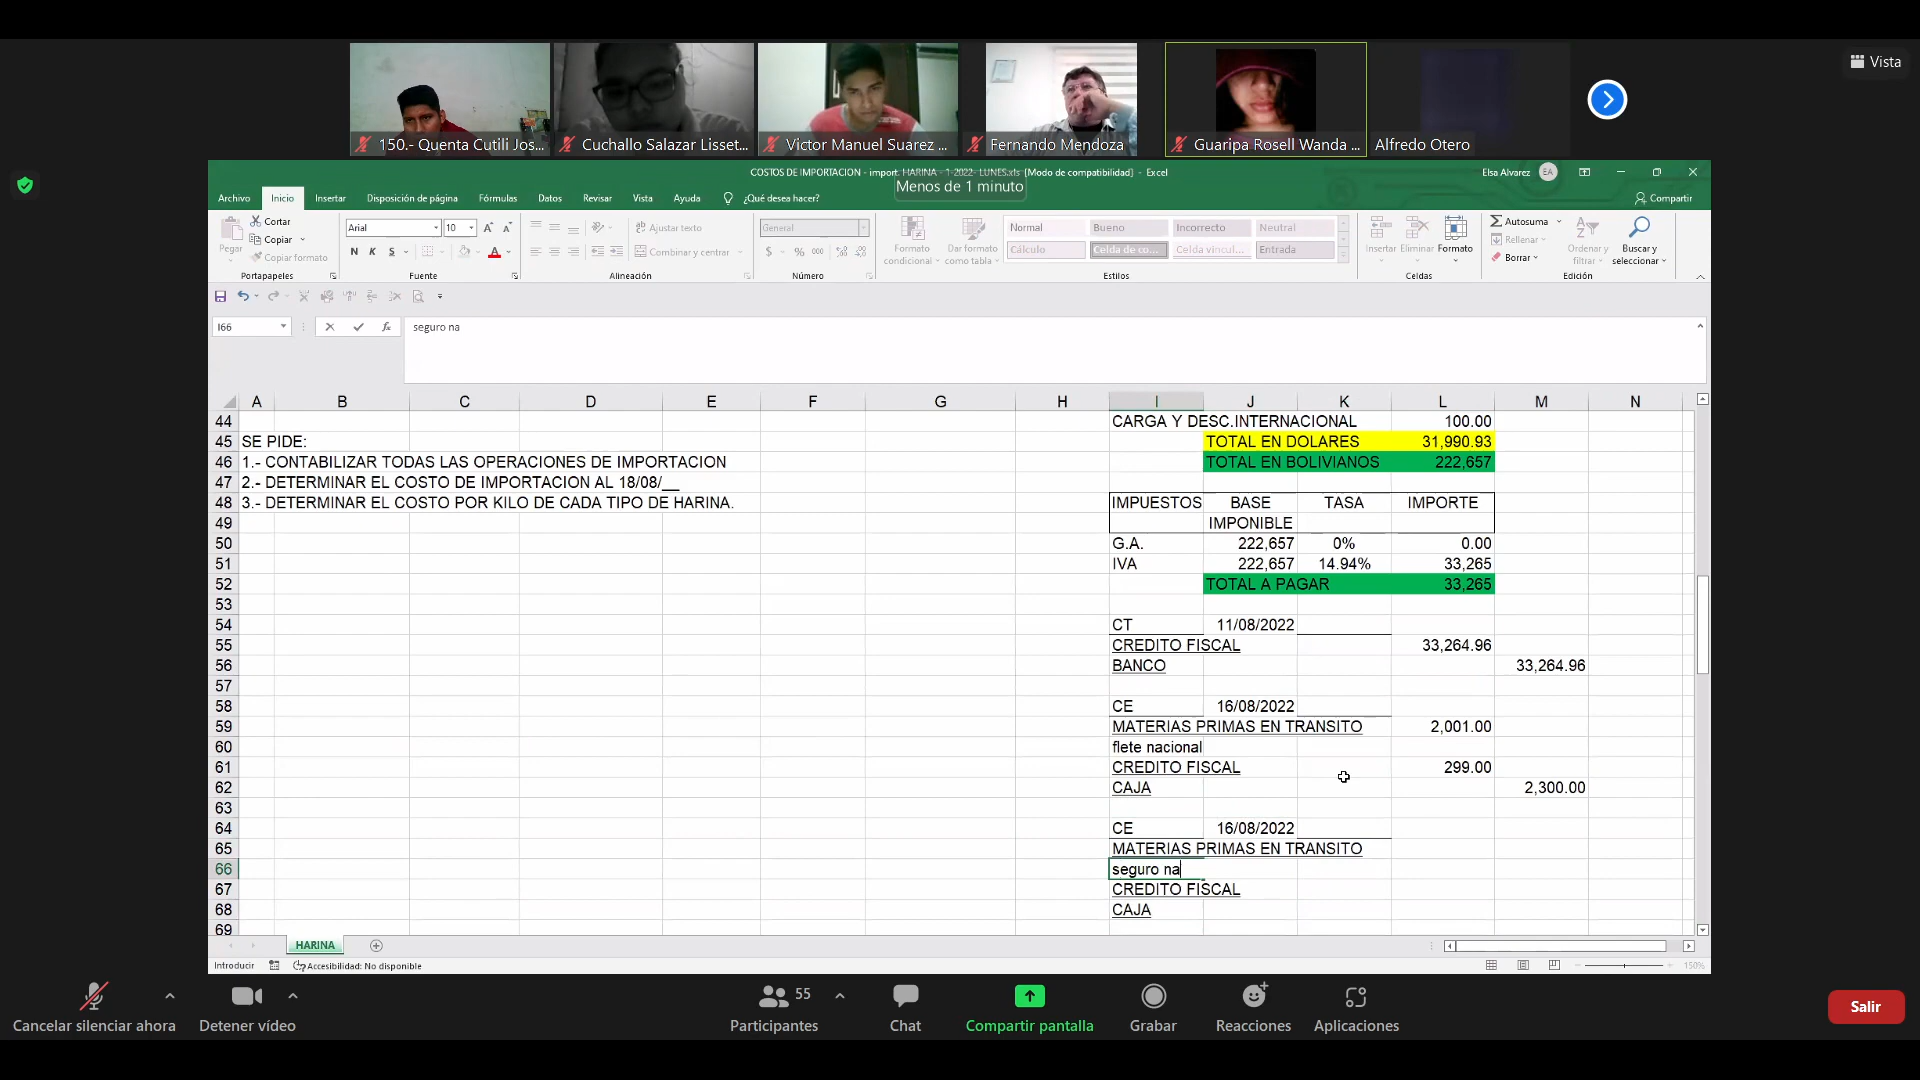 Vista
150.- Quenta Cutili Jos...
Cuchallo Salazar Lisset...
Victor Manuel Suarez ...
Fernando Mendoza
Guaripa Rosell Wanda ...
Alfredo Otero
COSTOS DE IMPORTACION - import. HARINA - 1-2022- LUNES.xls [Modo de compatibilidad] - Excel
Elsa Alvarez
EA
Menos de 1 minuto
Archivo Inicio Insertar Disposición de página Fórmulas Datos Revisar Vista Ayuda ¿Qué desea hacer? Compartir
Pegar
Cortar
Copiar
Copiar formato
Portapapeles
Arial 10
N K S
Fuente
Ajustar texto
Combinar y centrar
Alineación
General
$ % 000
Número
Formato condicional
Dar formato como tabla
Normal Bueno Incorrecto Neutral
Cálculo Celda de co... Celda vincul... Entrada
Estilos
Insertar Eliminar Formato
Celdas
Autosuma
Rellenar
Borrar
Ordenar y filtrar
Buscar y seleccionar
Edición
I66 fx seguro na
A B C D E F G H I J K L M N
44 CARGA Y DESC.INTERNACIONAL 100.00
45 SE PIDE: TOTAL EN DOLARES 31,990.93
46 1.- CONTABILIZAR TODAS LAS OPERACIONES DE IMPORTACION TOTAL EN BOLIVIANOS 222,657
47 2.- DETERMINAR EL COSTO DE IMPORTACION AL 18/08/__
48 3.- DETERMINAR EL COSTO POR KILO DE CADA TIPO DE HARINA. IMPUESTOS BASE TASA IMPORTE
49 IMPONIBLE
50 G.A. 222,657 0% 0.00
51 IVA 222,657 14.94% 33,265
52 TOTAL A PAGAR 33,265
53
54 CT 11/08/2022
55 CREDITO FISCAL 33,264.96
56 BANCO 33,264.96
57
58 CE 16/08/2022
59 MATERIAS PRIMAS EN TRANSITO 2,001.00
60 flete nacional
61 CREDITO FISCAL 299.00
62 CAJA 2,300.00
63
64 CE 16/08/2022
65 MATERIAS PRIMAS EN TRANSITO
66 seguro na
67 CREDITO FISCAL
68 CAJA
69
HARINA
Introducir Accesibilidad: No disponible 150%
Cancelar silenciar ahora
Detener vídeo
55
Participantes
Chat
Compartir pantalla
Grabar
Reacciones
Aplicaciones
Salir